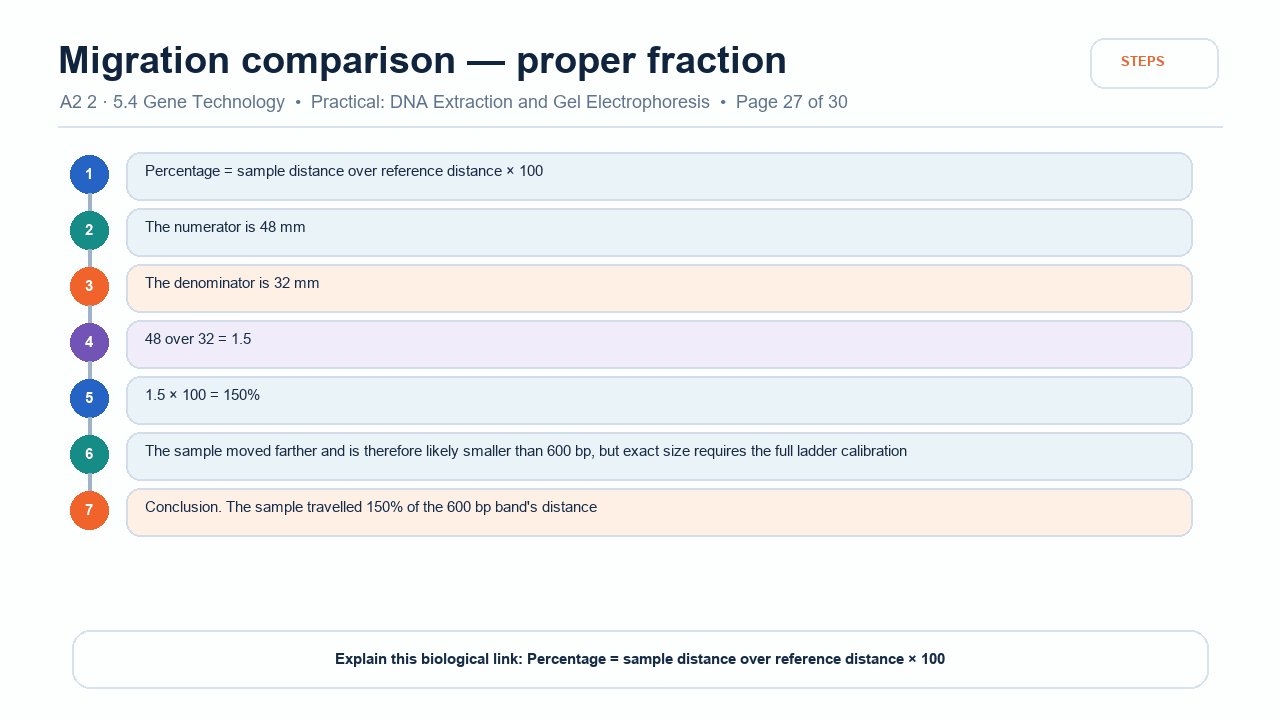 Migration comparison — proper fraction
STEPS
A2 2 · 5.4 Gene Technology • Practical: DNA Extraction and Gel Electrophoresis • Page 27 of 30
1
Percentage = sample distance over reference distance × 100
2
The numerator is 48 mm
3
The denominator is 32 mm
4
48 over 32 = 1.5
5
1.5 × 100 = 150%
6
The sample moved farther and is therefore likely smaller than 600 bp, but exact size requires the full ladder calibration
7
Conclusion. The sample travelled 150% of the 600 bp band's distance
Explain this biological link: Percentage = sample distance over reference distance × 100